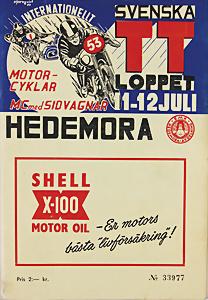 INTERNATIONELLT
SVENSKA
TT
LOPPET
53
MOTOR-
CYKLAR
MC med SIDVAGNAR
11-12 JULI
HEDEMORA
SHELL
X-100
MOTOR OIL
-En motors
bästa "livförsäkring"!
Pris 2:— kr.
№ 33977